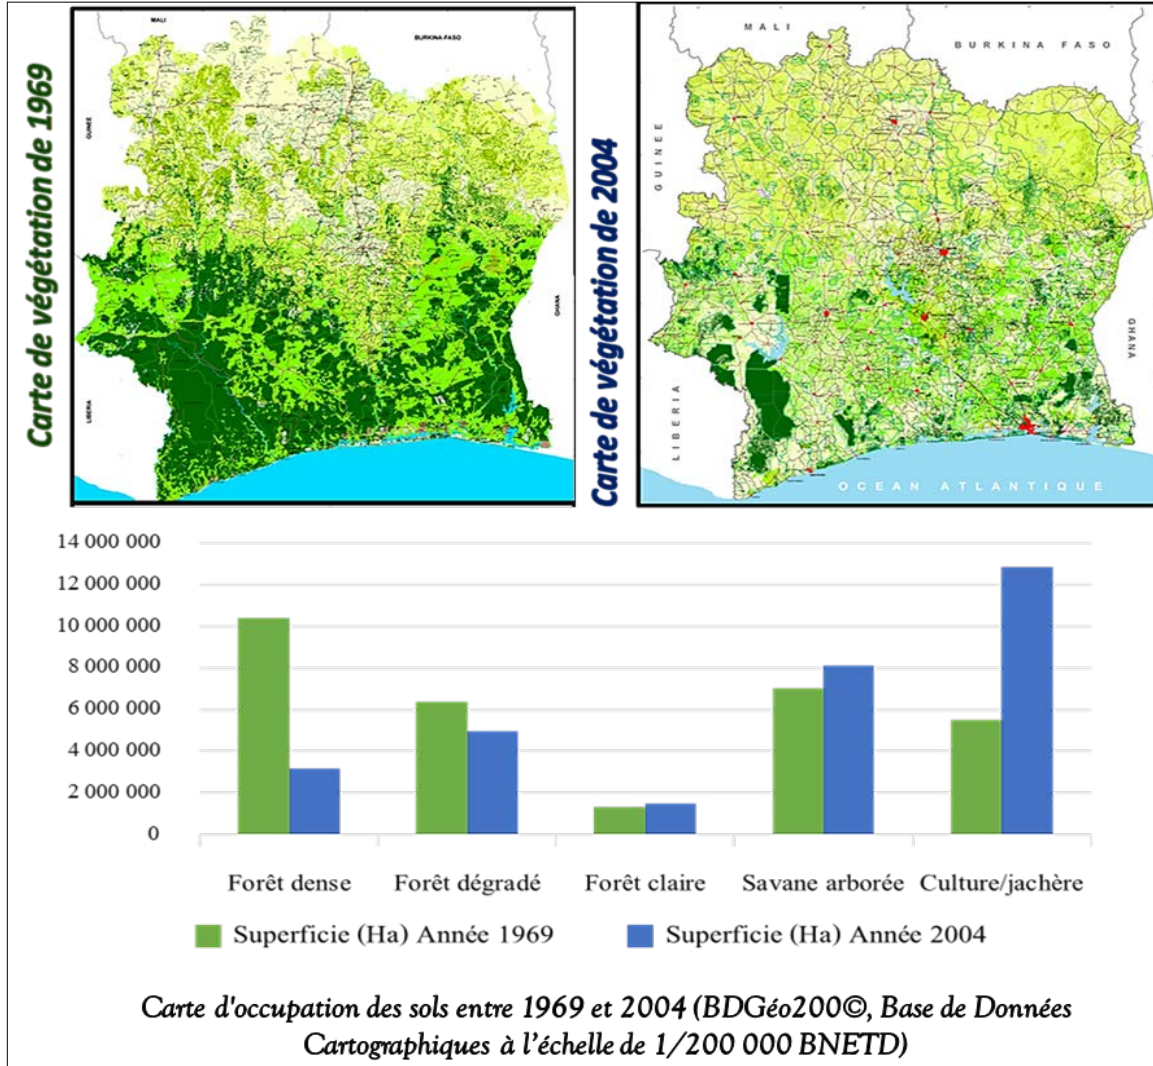 Carte de végétation de 1969
MALI
BURKINA-FASO
GUINEE
LIBERIA
GHANA
Carte de végétation de 2004
MALI
BURKINA FASO
GUINEE
LIBERIA
GHANA
OCEAN ATLANTIQUE
14 000 000
12 000 000
10 000 000
8 000 000
6 000 000
4 000 000
2 000 000
0
Forêt dense
Forêt dégradé
Forêt claire
Savane arborée
Culture/jachère
Superficie (Ha) Année 1969
Superficie (Ha) Année 2004
Carte d'occupation des sols entre 1969 et 2004 (BDGéo200©, Base de Données
Cartographiques à l'échelle de 1/200 000 BNETD)